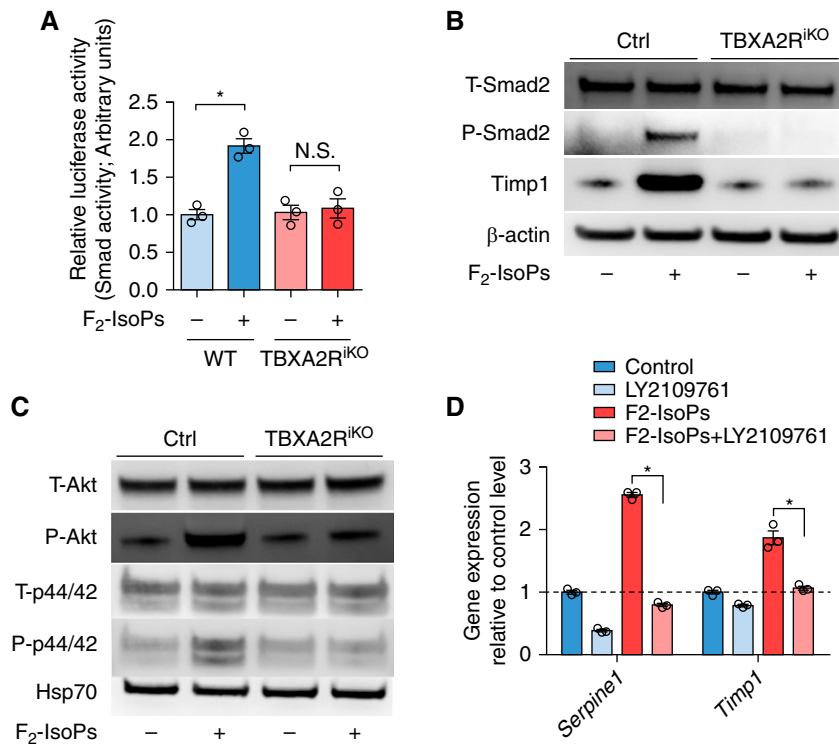 A
Relative luciferase activity
(Smad activity; Arbitrary units)
2.5
2.0
1.5
1.0
0.5
0.0
*
N.S.
F2-IsoPs – + – +
WT TBXA2RiKO
B
Ctrl TBXA2RiKO
T-Smad2
P-Smad2
Timp1
β-actin
F2-IsoPs – + – +
C
Ctrl TBXA2RiKO
T-Akt
P-Akt
T-p44/42
P-p44/42
Hsp70
F2-IsoPs – + – +
D
Control
LY2109761
F2-IsoPs
F2-IsoPs+LY2109761
Gene expression
relative to control level
3
2
1
0
*
*
Serpine1 Timp1